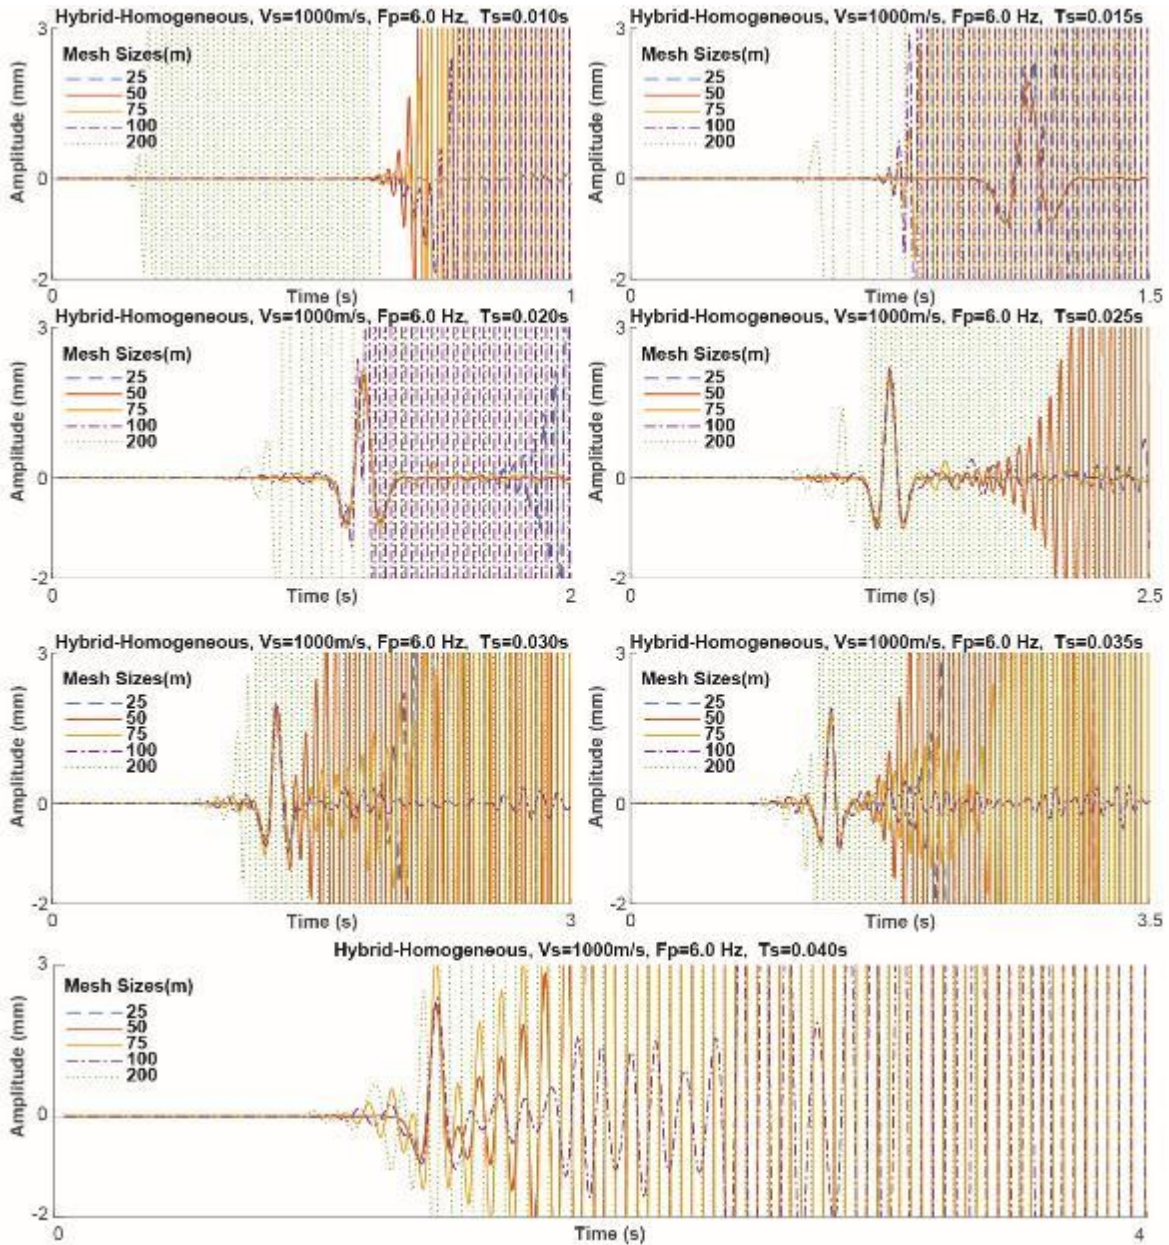 Hybrid-Homogeneous, Vs=1000m/s, Fp=6.0 Hz, Ts=0.010s
3
Mesh Sizes(m)
25
50
75
100
200
Amplitude (mm)
0
-2
0
Time (s)
1
Hybrid-Homogeneous, Vs=1000m/s, Fp=6.0 Hz, Ts=0.015s
3
Mesh Sizes(m)
25
50
75
100
200
Amplitude (mm)
0
-2
0
Time (s)
1.5
Hybrid-Homogeneous, Vs=1000m/s, Fp=6.0 Hz, Ts=0.020s
3
Mesh Sizes(m)
25
50
75
100
200
Amplitude (mm)
0
-2
0
Time (s)
2
Hybrid-Homogeneous, Vs=1000m/s, Fp=6.0 Hz, Ts=0.025s
3
Mesh Sizes(m)
25
50
75
100
200
Amplitude (mm)
0
-2
0
Time (s)
2.5
Hybrid-Homogeneous, Vs=1000m/s, Fp=6.0 Hz, Ts=0.030s
3
Mesh Sizes(m)
25
50
75
100
200
Amplitude (mm)
0
-2
0
Time (s)
3
Hybrid-Homogeneous, Vs=1000m/s, Fp=6.0 Hz, Ts=0.035s
3
Mesh Sizes(m)
25
50
75
100
200
Amplitude (mm)
0
-2
0
Time (s)
3.5
Hybrid-Homogeneous, Vs=1000m/s, Fp=6.0 Hz, Ts=0.040s
3
Mesh Sizes(m)
25
50
75
100
200
Amplitude (mm)
0
-2
0
Time (s)
4